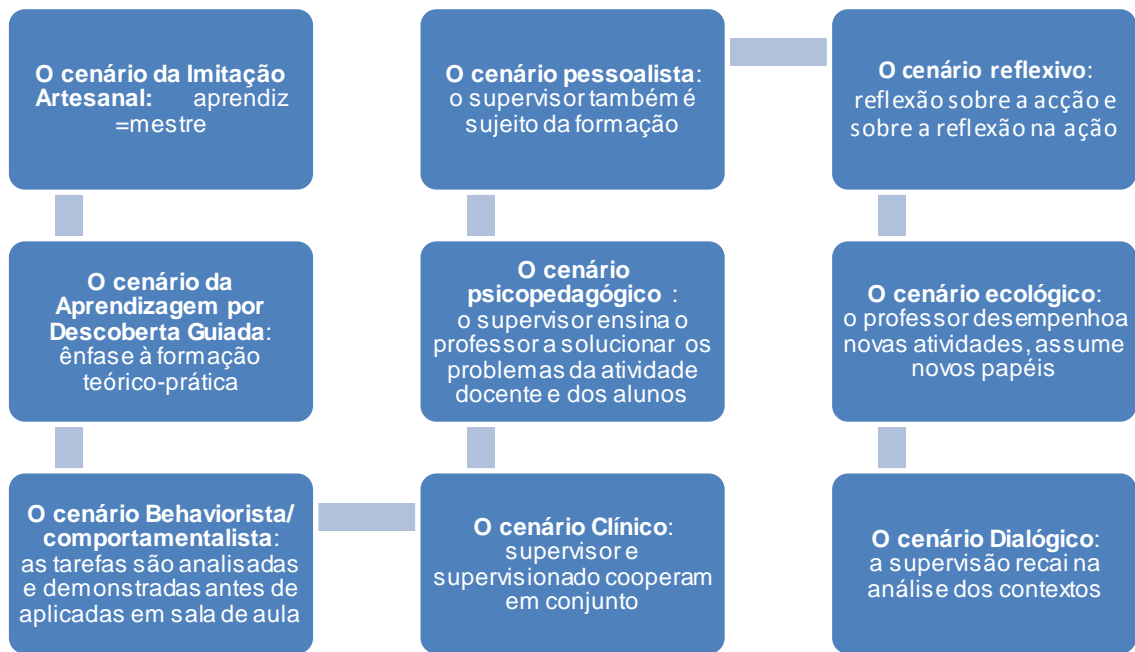 O cenário da Imitação
Artesanal: aprendiz
=mestre
O cenário da
Aprendizagem por
Descoberta Guiada:
ênfase à formação
teórico-prática
O cenário Behaviorista/
comportamentalista:
as tarefas são analisadas
e demonstradas antes de
aplicadas em sala de aula
O cenário Clínico:
supervisor e
supervisionado cooperam
em conjunto
O cenário
psicopedagógico :
o supervisor ensina o
professor a solucionar os
problemas da atividade
docente e dos alunos
O cenário pessoalista:
o supervisor também é
sujeito da formação
O cenário reflexivo:
reflexão sobre a acção e
sobre a reflexão na ação
O cenário ecológico:
o professor desempenhoa
novas atividades, assume
novos papéis
O cenário Dialógico:
a supervisão recai na
análise dos contextos